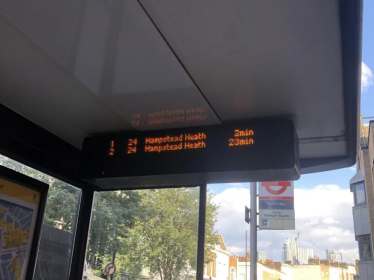 1 24 Hampstead Heath 2min
2 24 Hampstead Heath 23min